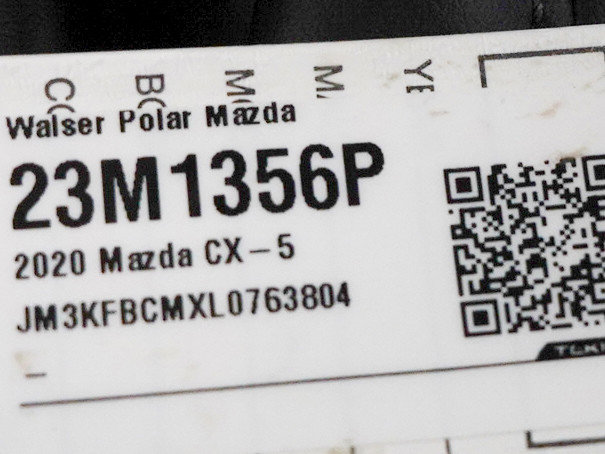 Walser Polar Mazda
23M1356P
2020 Mazda CX-5
JM3KFBCMXL0763804
-